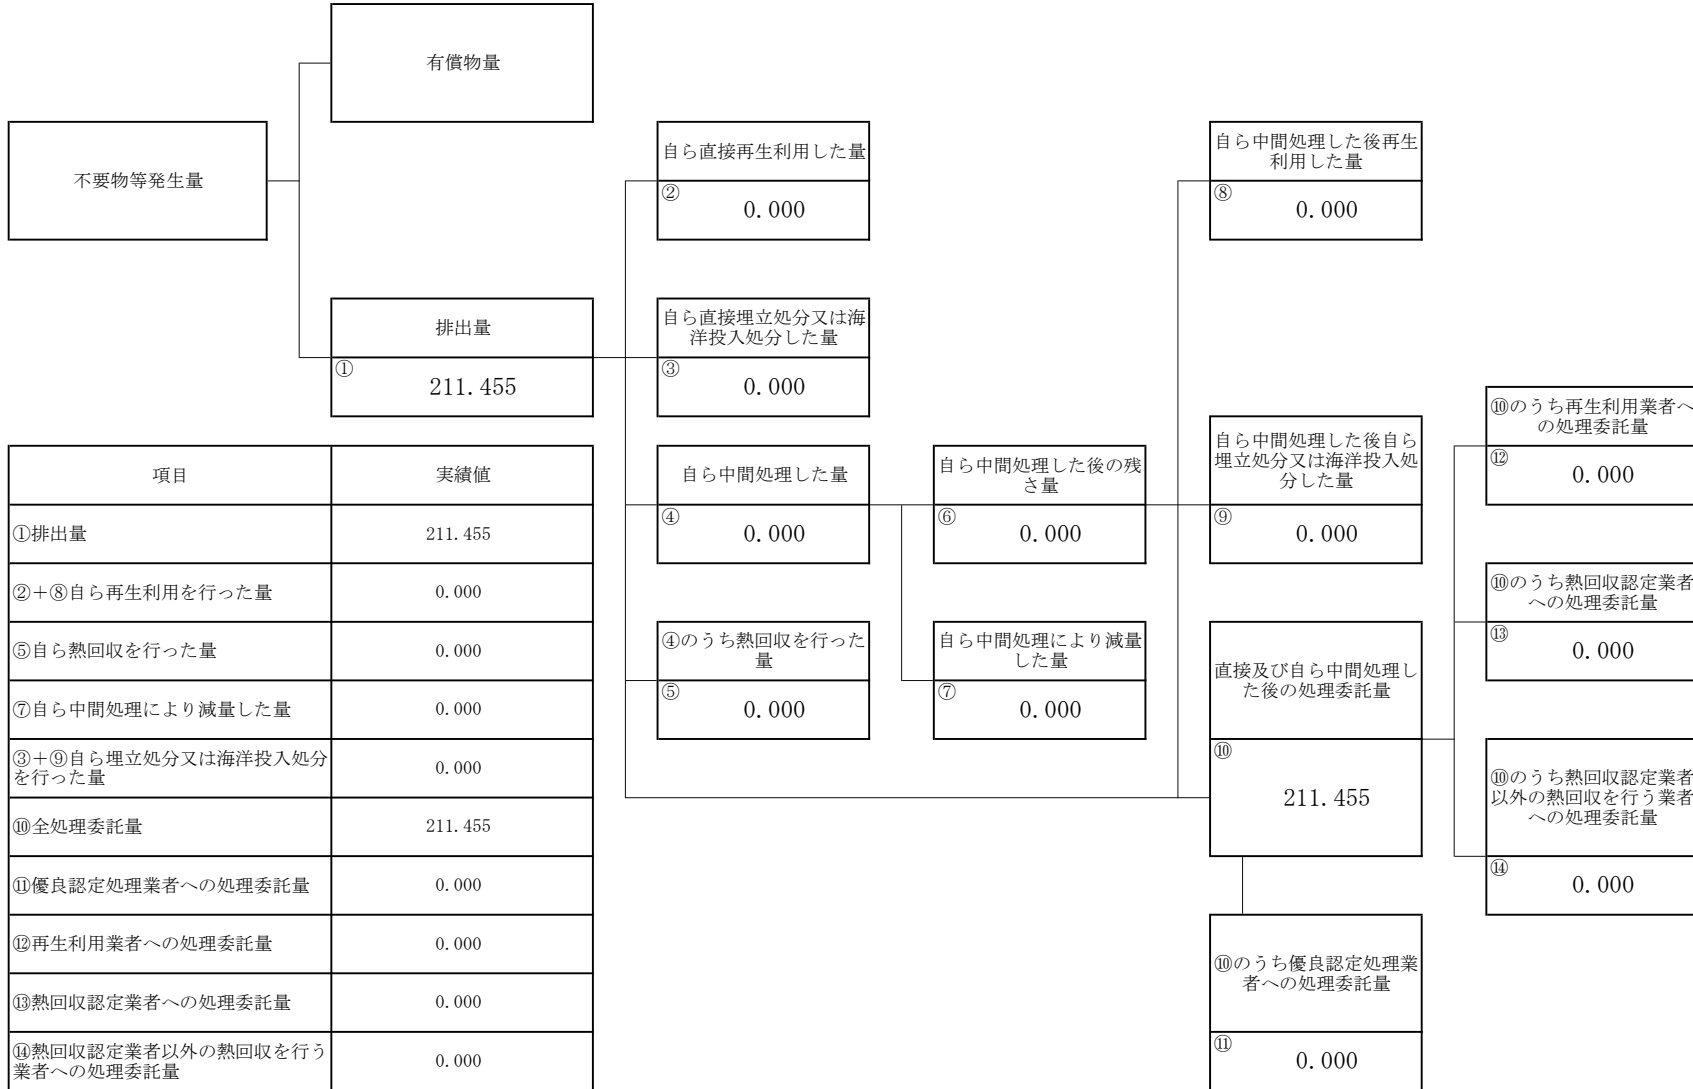 有償物量
不要物等発生量
排出量
①
211.455
自ら直接再生利用した量
②
0.000
自ら直接埋立処分又は海
洋投入処分した量
③
0.000
自ら中間処理した量
④
0.000
④のうち熱回収を行った
量
⑤
0.000
自ら中間処理した後の残
さ量
⑥
0.000
自ら中間処理により減量
した量
⑦
0.000
自ら中間処理した後再生
利用した量
⑧
0.000
自ら中間処理した後自ら
埋立処分又は海洋投入処
分した量
⑨
0.000
直接及び自ら中間処理し
た後の処理委託量
⑩
211.455
⑩のうち優良認定処理業
者への処理委託量
⑪
0.000
⑩のうち再生利用業者へ
の処理委託量
⑫
0.000
⑩のうち熱回収認定業者
への処理委託量
⑬
0.000
⑩のうち熱回収認定業者
以外の熱回収を行う業者
への処理委託量
⑭
0.000
項目 実績値
①排出量 211.455
②+⑧自ら再生利用を行った量 0.000
⑤自ら熱回収を行った量 0.000
⑦自ら中間処理により減量した量 0.000
③+⑨自ら埋立処分又は海洋投入処分
を行った量 0.000
⑩全処理委託量 211.455
⑪優良認定処理業者への処理委託量 0.000
⑫再生利用業者への処理委託量 0.000
⑬熱回収認定業者への処理委託量 0.000
⑭熱回収認定業者以外の熱回収を行う
業者への処理委託量 0.000